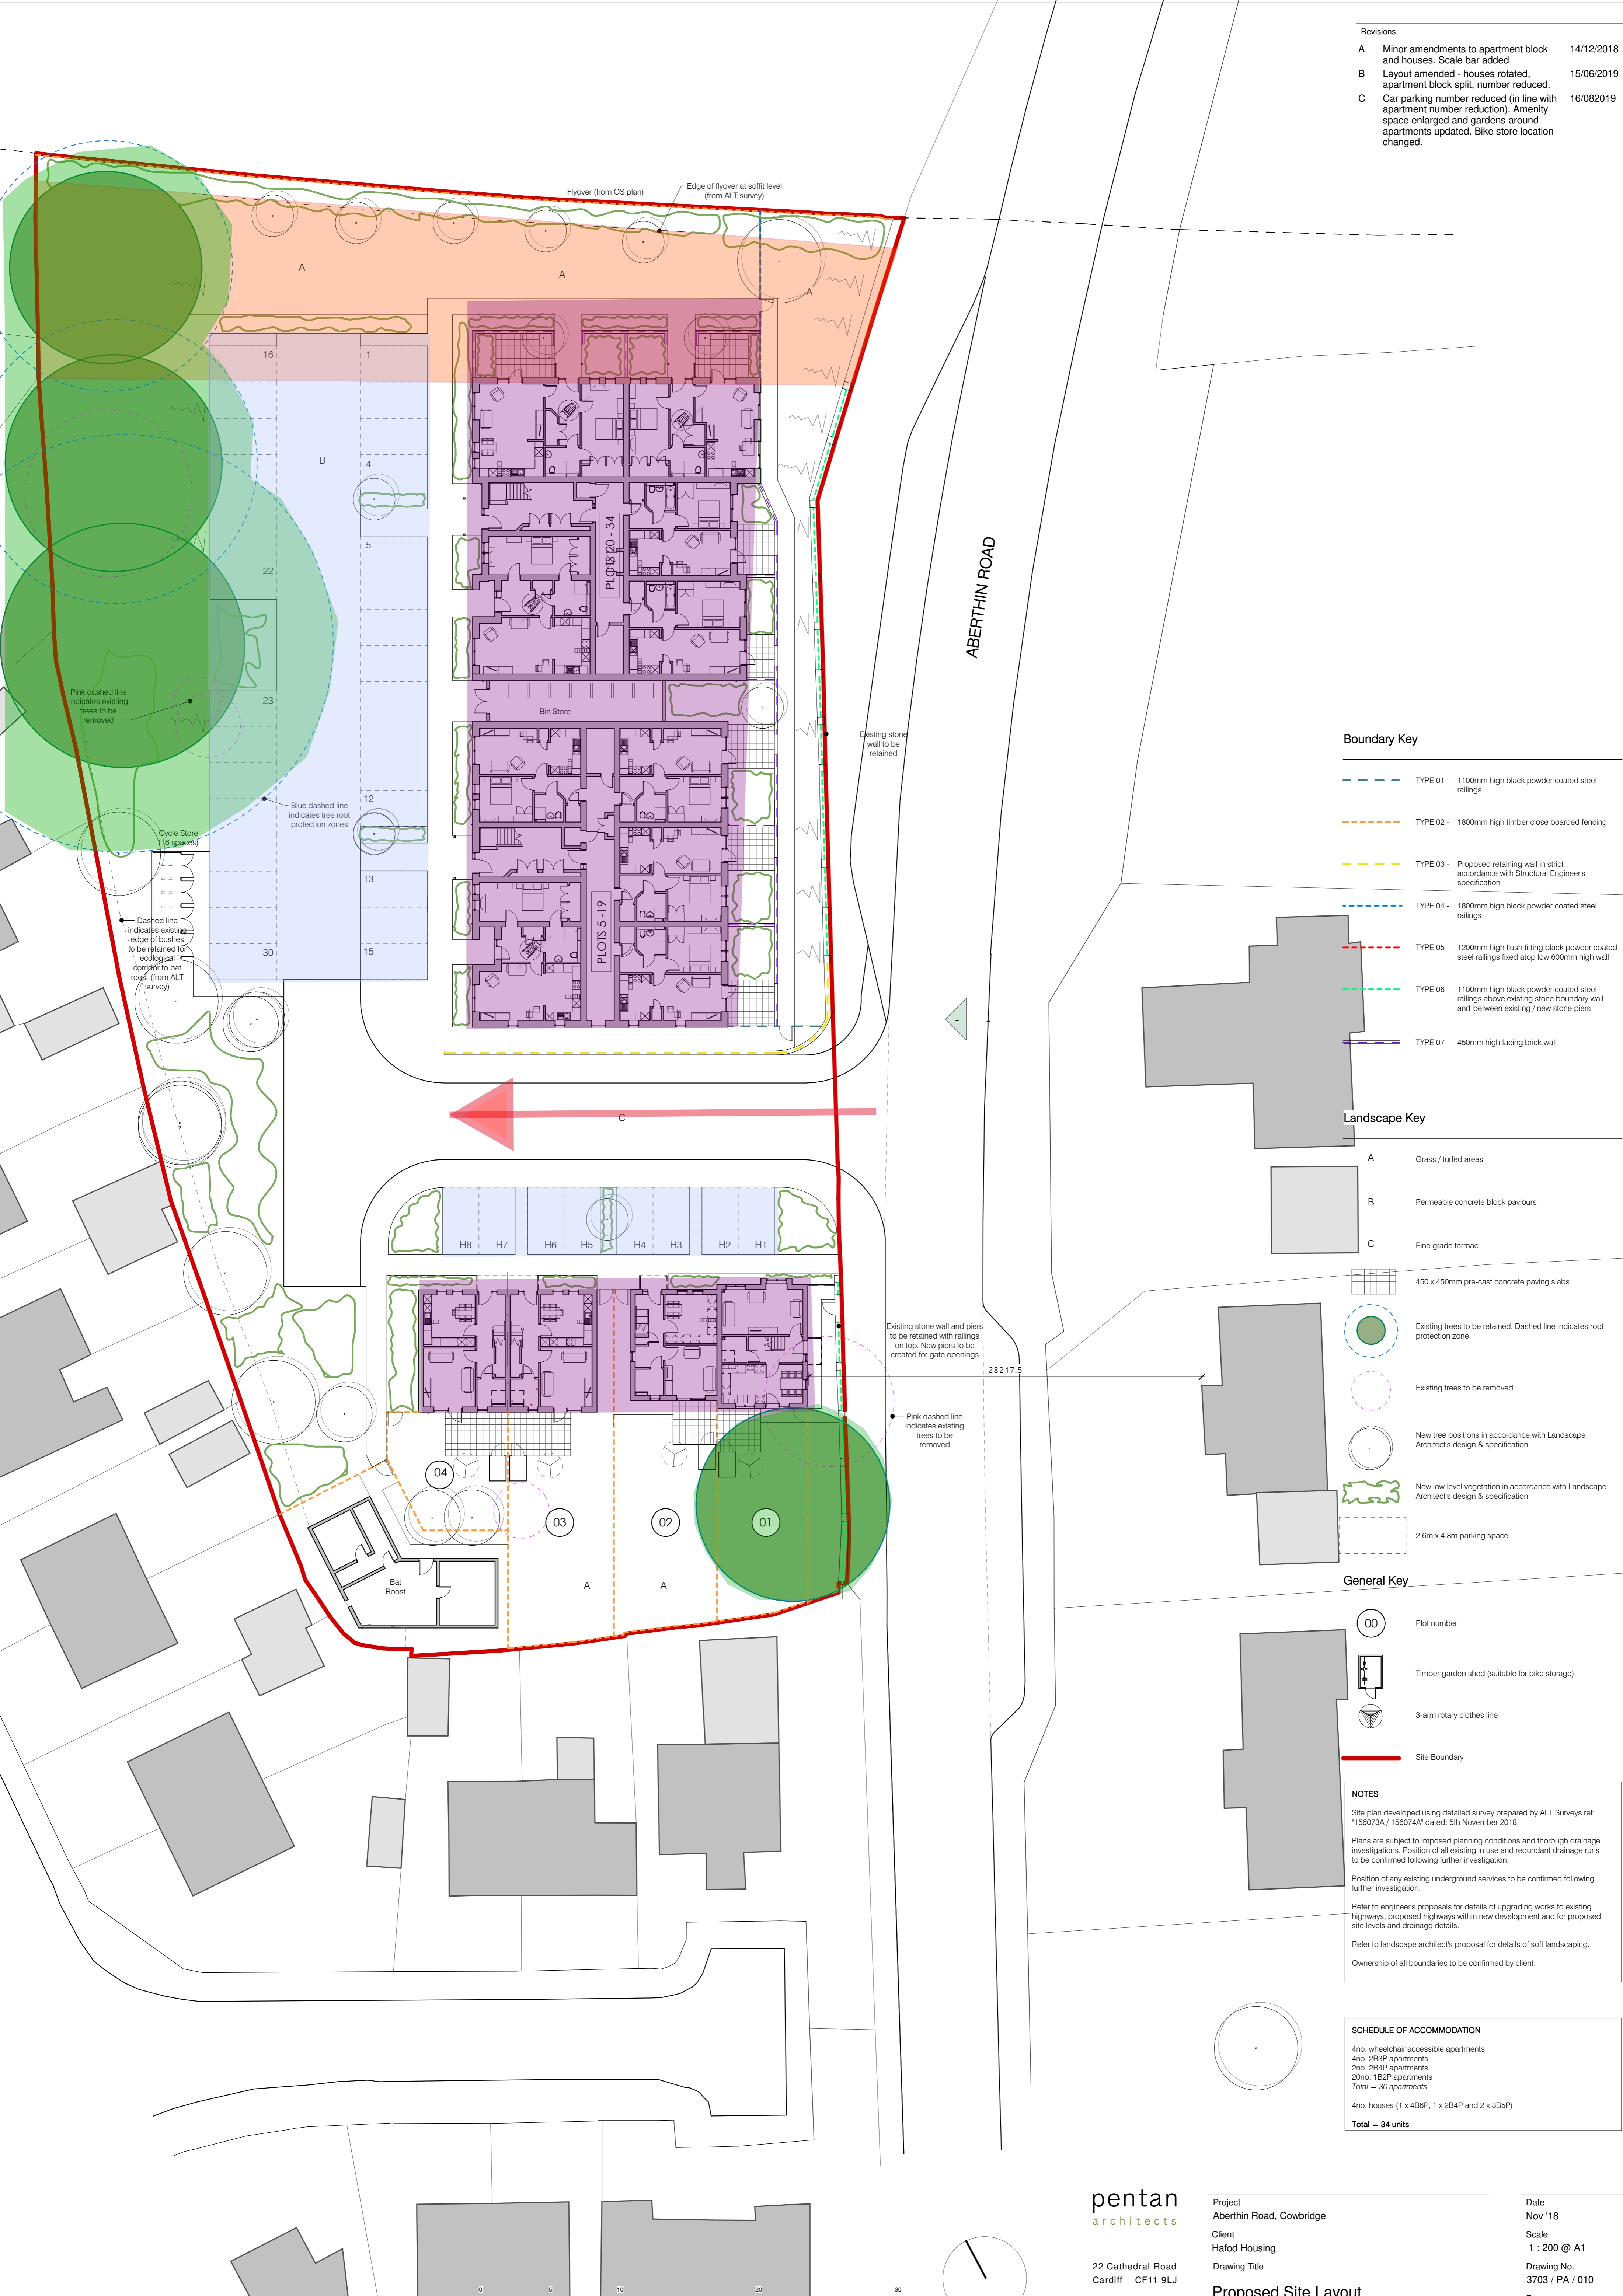 Revisions
A Minor amendments to apartment block 14/12/2018
and houses. Scale bar added
B Layout amended - houses rotated, 15/06/2019
apartment block split, number reduced.
C Car parking number reduced (in line with 16/082019
apartment number reduction). Amenity
space enlarged and gardens around
apartments updated. Bike store location
changed.
Flyover (from OS plan)
Edge of flyover at soffit level
(from ALT survey)
A
A
A
16
1
B
4
5
22
23
12
13
30
15
PLOTS 20 - 34
Bin Store
PLOTS 5 -19
ABERTHIN ROAD
Pink dashed line
indicates existing
trees to be
removed
Existing stone
wall to be
retained
Blue dashed line
indicates tree root
protection zones
Cycle Store
(16 spaces)
Dashed line
indicates existing
edge of bushes
to be retained for
ecological
corridor to bat
roost (from ALT
survey)
C
H8
H7
H6
H5
H4
H3
H2
H1
Existing stone wall and piers
to be retained with railings
on top. New piers to be
created for gate openings
28217.5
Pink dashed line
indicates existing
trees to be
removed
04
03
02
01
A
A
Bat
Roost
Boundary Key
TYPE 01 - 1100mm high black powder coated steel
railings
TYPE 02 - 1800mm high timber close boarded fencing
TYPE 03 - Proposed retaining wall in strict
accordance with Structural Engineer's
specification
TYPE 04 - 1800mm high black powder coated steel
railings
TYPE 05 - 1200mm high flush fitting black powder coated
steel railings fixed atop low 600mm high wall
TYPE 06 - 1100mm high black powder coated steel
railings above existing stone boundary wall
and between existing / new stone piers
TYPE 07 - 450mm high facing brick wall
Landscape Key
A Grass / turfed areas
B Permeable concrete block paviours
C Fine grade tarmac
450 x 450mm pre-cast concrete paving slabs
Existing trees to be retained. Dashed line indicates root
protection zone
Existing trees to be removed
New tree positions in accordance with Landscape
Architect's design & specification
New low level vegetation in accordance with Landscape
Architect's design & specification
2.6m x 4.8m parking space
General Key
00 Plot number
Timber garden shed (suitable for bike storage)
3-arm rotary clothes line
Site Boundary
NOTES
Site plan developed using detailed survey prepared by ALT Surveys ref:
'156073A / 156074A' dated: 5th November 2018.
Plans are subject to imposed planning conditions and thorough drainage
investigations. Position of all existing in use and redundant drainage runs
to be confirmed following further investigation.
Position of any existing underground services to be confirmed following
further investigation.
Refer to engineer's proposals for details of upgrading works to existing
highways, proposed highways within new development and for proposed
site levels and drainage details.
Refer to landscape architect's proposal for details of soft landscaping.
Ownership of all boundaries to be confirmed by client.
SCHEDULE OF ACCOMMODATION
4no. wheelchair accessible apartments
4no. 2B3P apartments
2no. 2B4P apartments
20no. 1B2P apartments
Total = 30 apartments
4no. houses (1 x 4B6P, 1 x 2B4P and 2 x 3B5P)
Total = 34 units
pentan
architects
22 Cathedral Road
Cardiff CF11 9LJ
Project
Aberthin Road, Cowbridge
Client
Hafod Housing
Drawing Title
Proposed Site Layout
Date
Nov '18
Scale
1 : 200 @ A1
Drawing No.
3703 / PA / 010
0 5 10 20 30